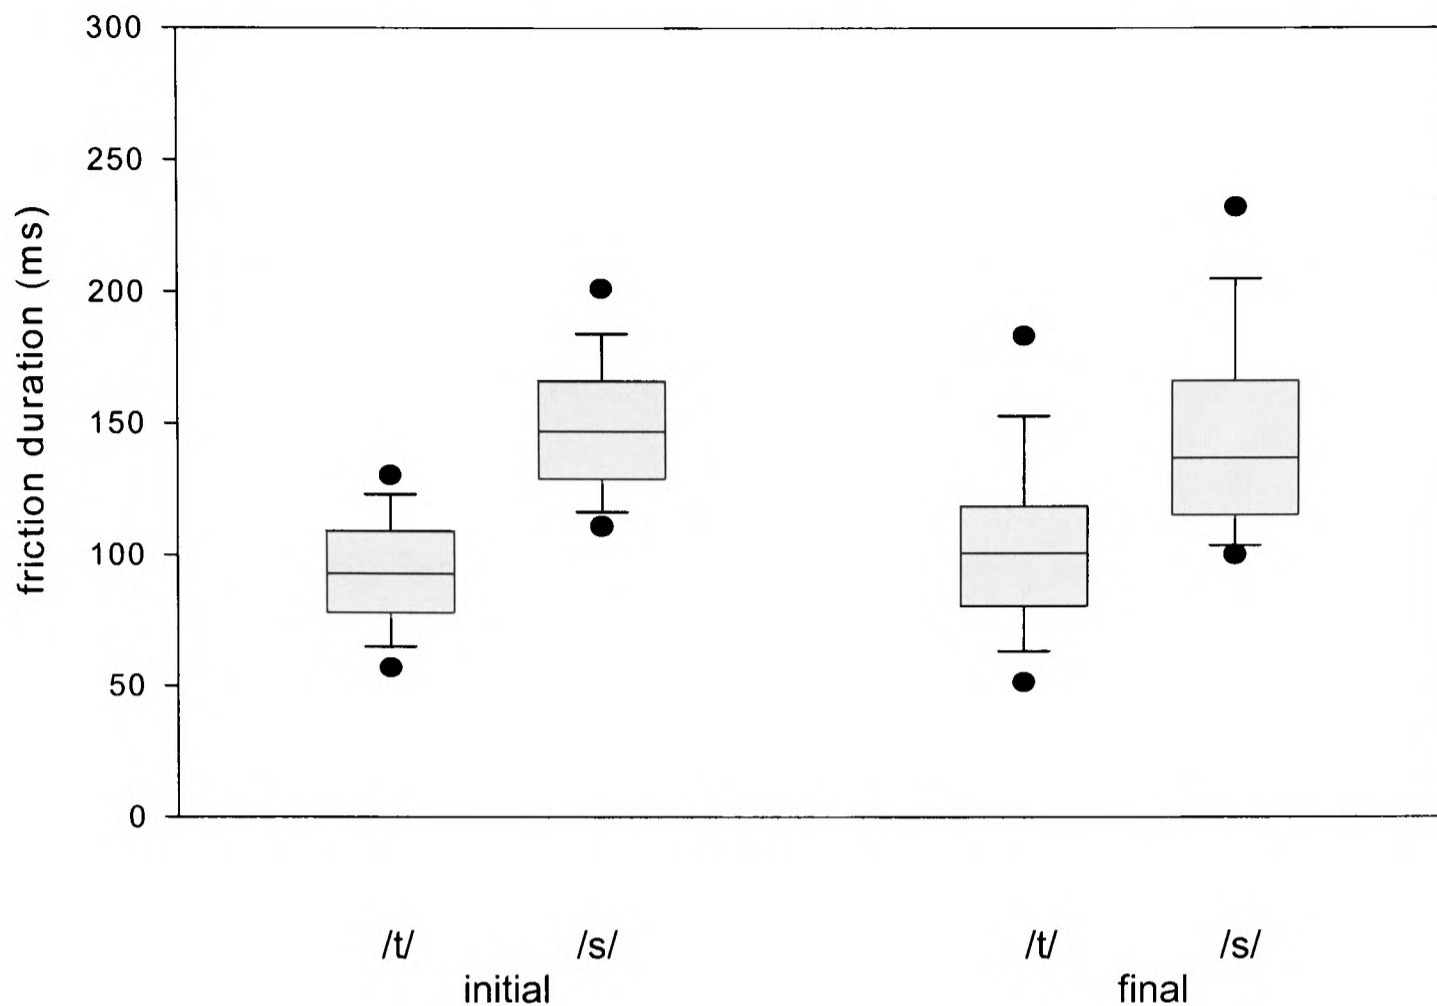 300
250
200
150
100
50
0
friction duration (ms)
/t/ /s/ /t/ /s/
initial final